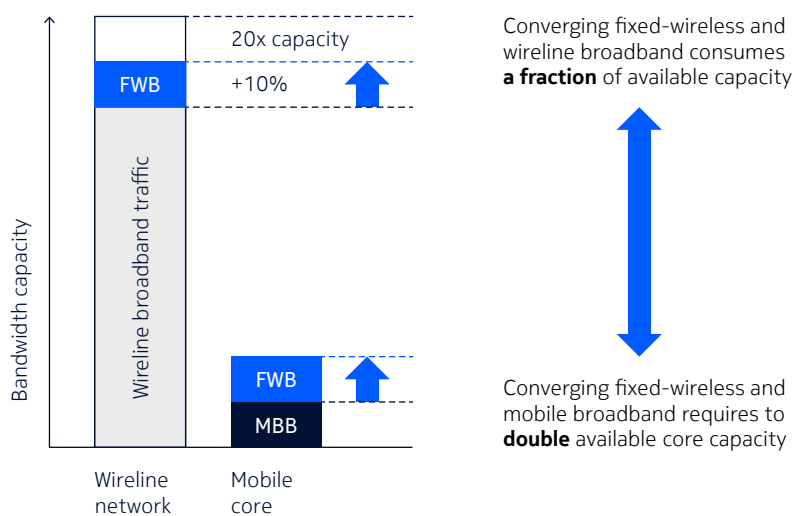 20x capacity
FWB
+10%
Bandwidth capacity
Wireline broadband traffic
FWB
MBB
Wireline
network
Mobile
core
Converging fixed-wireless and
wireline broadband consumes
a fraction of available capacity
Converging fixed-wireless and
mobile broadband requires to
double available core capacity